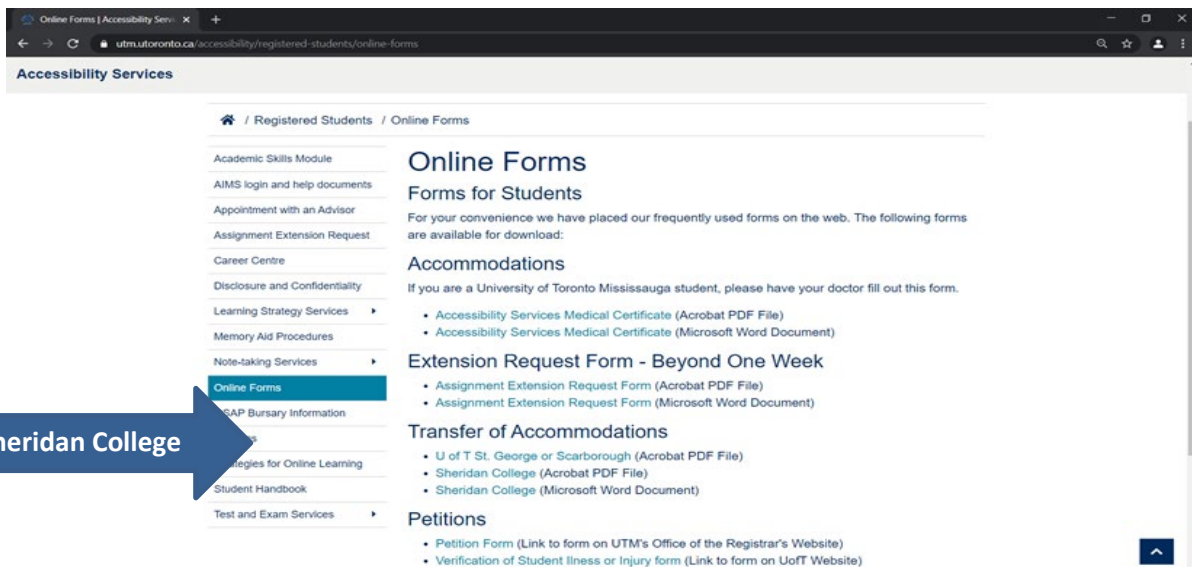 Online Forms | Accessibility Servi
utm.utoronto.ca/accessibility/registered-students/online-forms
Accessibility Services
/ Registered Students / Online Forms
Academic Skills Module
AIMS login and help documents
Appointment with an Advisor
Assignment Extension Request
Career Centre
Disclosure and Confidentiality
Learning Strategy Services
Memory Aid Procedures
Note-taking Services
Online Forms
SAP Bursary Information
egies for Online Learning
Student Handbook
Test and Exam Services
heridan College
Online Forms
Forms for Students
For your convenience we have placed our frequently used forms on the web. The following forms
are available for download:
Accommodations
If you are a University of Toronto Mississauga student, please have your doctor fill out this form.
• Accessibility Services Medical Certificate (Acrobat PDF File)
• Accessibility Services Medical Certificate (Microsoft Word Document)
Extension Request Form - Beyond One Week
• Assignment Extension Request Form (Acrobat PDF File)
• Assignment Extension Request Form (Microsoft Word Document)
Transfer of Accommodations
• U of T St. George or Scarborough (Acrobat PDF File)
• Sheridan College (Acrobat PDF File)
• Sheridan College (Microsoft Word Document)
Petitions
• Petition Form (Link to form on UTM's Office of the Registrar's Website)
• Verification of Student Ilness or Injury form (Link to form on UofT Website)